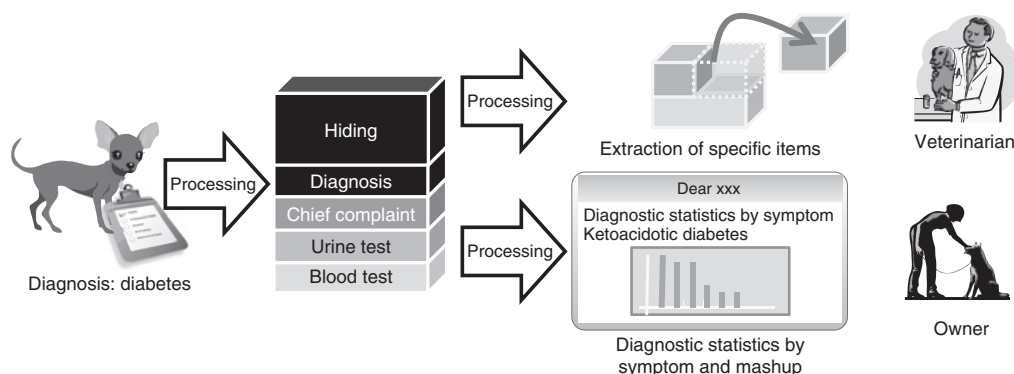 Diagnosis: diabetes
Processing
Hiding
Diagnosis
Chief complaint
Urine test
Blood test
Processing
Extraction of specific items
Veterinarian
Processing
Dear xxx
Diagnostic statistics by symptom
Ketoacidotic diabetes
Diagnostic statistics by
symptom and mashup
Owner